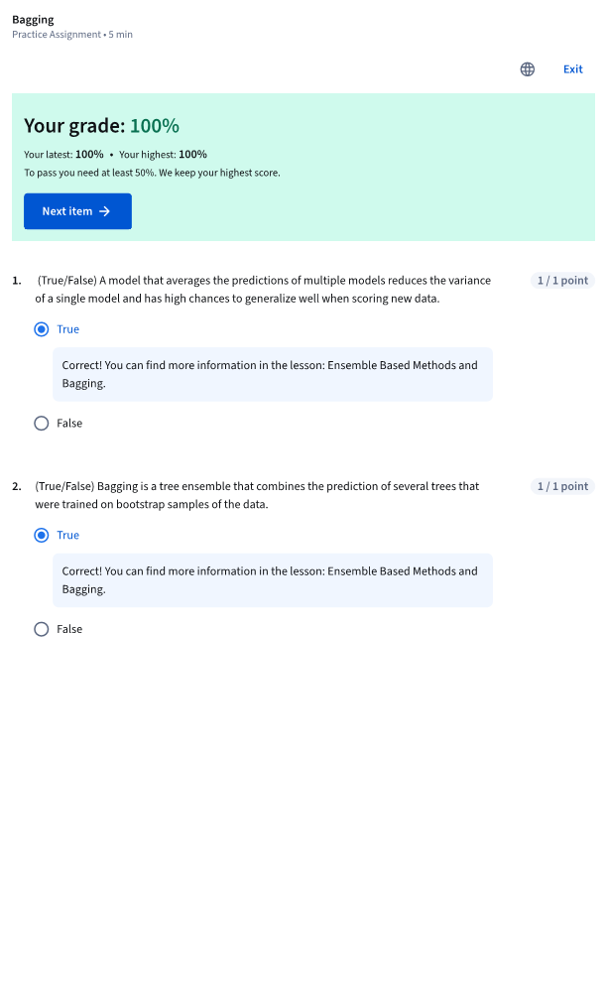 Bagging
Practice Assignment • 5 min
Exit
Your grade: 100%
Your latest: 100% • Your highest: 100%
To pass you need at least 50%. We keep your highest score.
Next item →
1. (True/False) A model that averages the predictions of multiple models reduces the variance 1 / 1 point
of a single model and has high chances to generalize well when scoring new data.
True
Correct! You can find more information in the lesson: Ensemble Based Methods and
Bagging.
False
2. (True/False) Bagging is a tree ensemble that combines the prediction of several trees that 1 / 1 point
were trained on bootstrap samples of the data.
True
Correct! You can find more information in the lesson: Ensemble Based Methods and
Bagging.
False